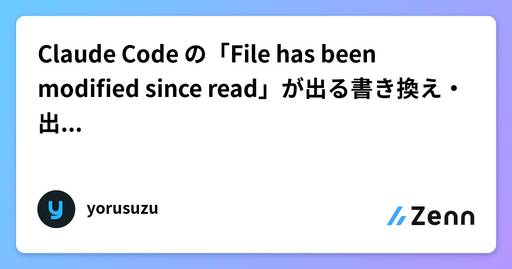 Claude Code の「File has been
modified since read」が出る書き換え・
出...
yorusuzu
Zenn